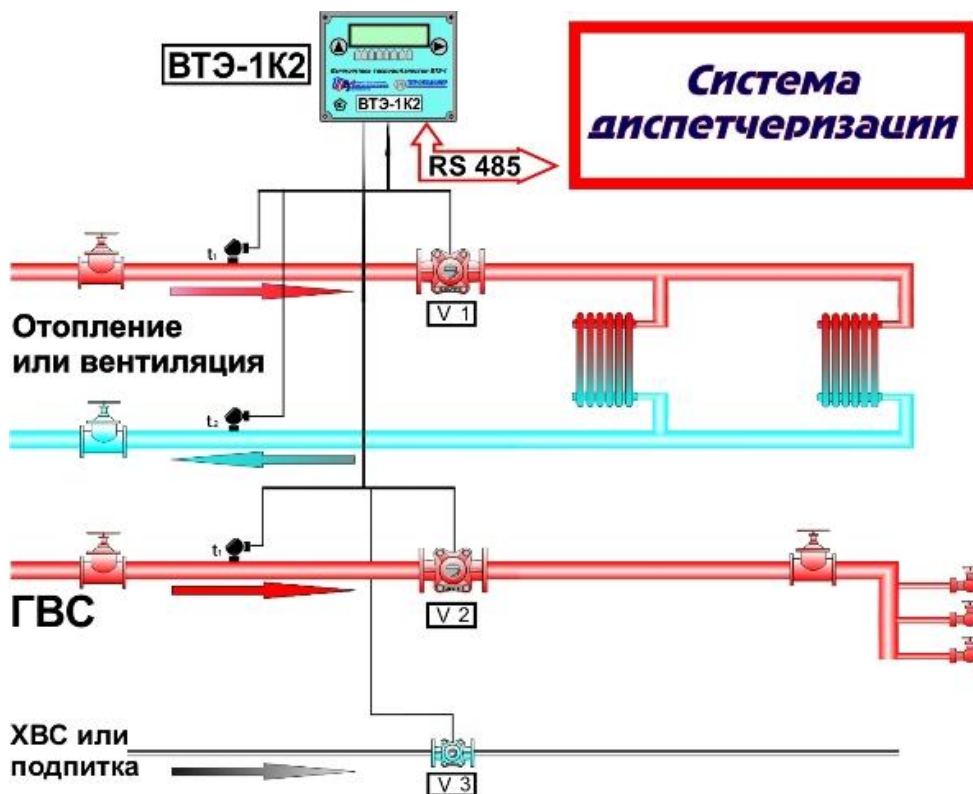 ВТЭ-1К2
ВТЭ-1К2
Система
диспетчеризации
RS 485
t₁
V 1
Отопление
или вентиляция
t₂
t₁
V 2
ГВС
ХВС или
подпитка
V 3